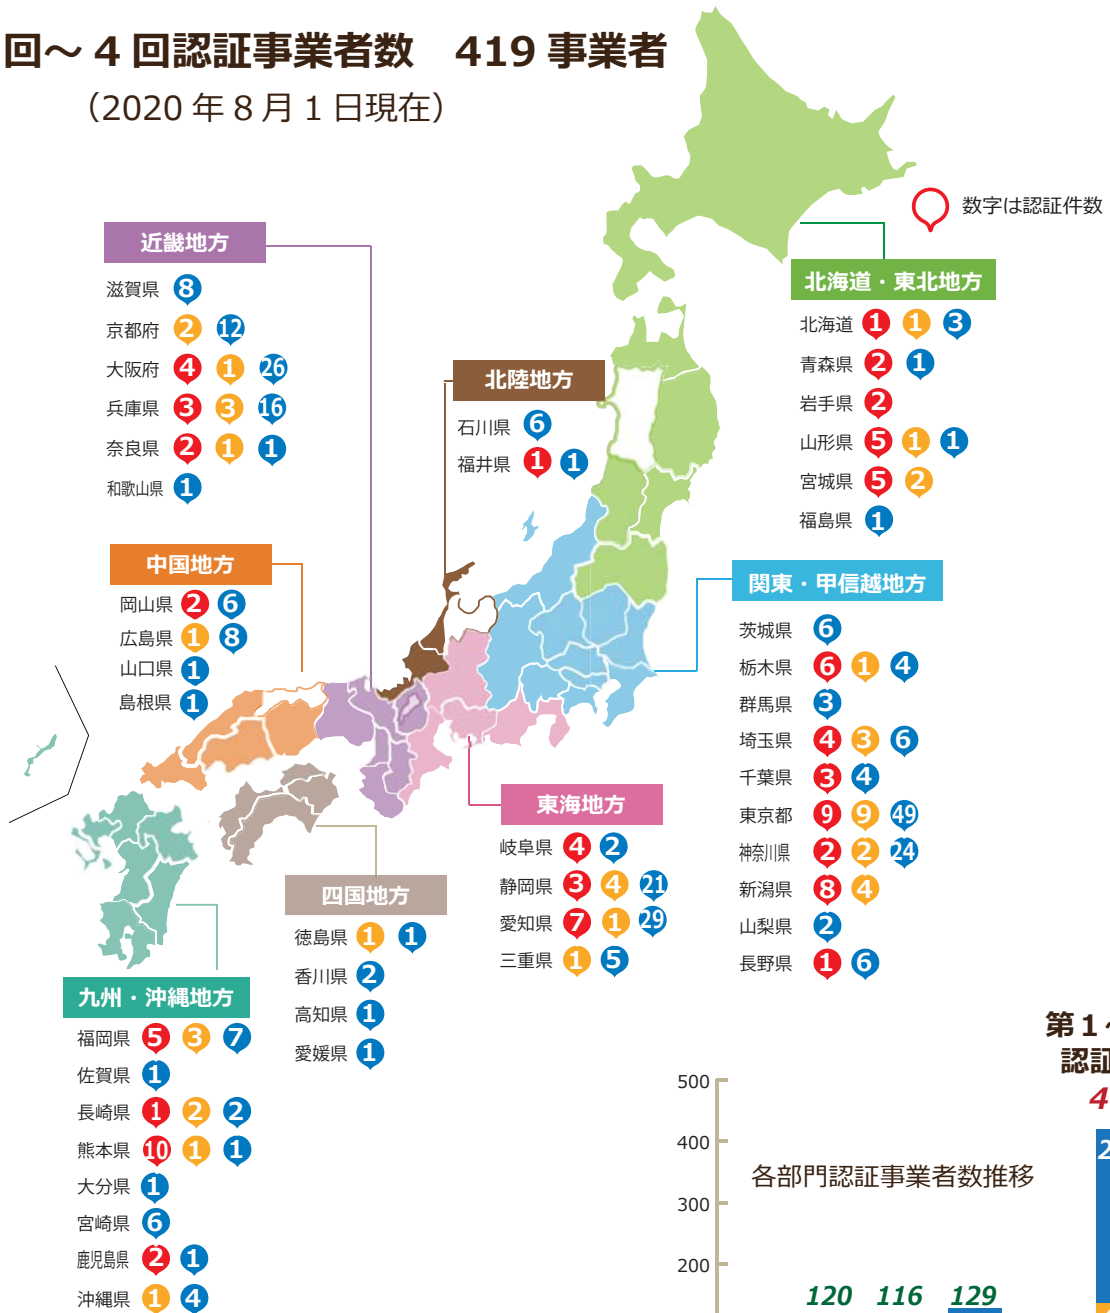 回～4回認証事業者数 419事業者
（2020年8月1日現在）
数字は認証件数
近畿地方
滋賀県 8
京都府 2 12
大阪府 4 1 26
兵庫県 3 3 16
奈良県 2 1 1
和歌山県 1
北海道・東北地方
北海道 1 1 3
青森県 2 1
岩手県 2
山形県 5 1 1
宮城県 5 2
福島県 1
北陸地方
石川県 6
福井県 1 1
中国地方
岡山県 2 6
広島県 1 8
山口県 1
島根県 1
関東・甲信越地方
茨城県 6
栃木県 6 1 4
群馬県 3
埼玉県 4 3 6
千葉県 3 4
東京都 9 9 49
神奈川県 2 2 24
新潟県 8 4
山梨県 2
長野県 1 6
東海地方
岐阜県 4 2
静岡県 3 4 21
愛知県 7 1 29
三重県 1 5
四国地方
徳島県 1 1
香川県 2
高知県 1
愛媛県 1
九州・沖縄地方
福岡県 5 3 7
佐賀県 1
長崎県 1 2 2
熊本県 10 1 1
大分県 1
宮崎県 6
鹿児島県 2 1
沖縄県 1 4
第1
認証
4
2
500
400
300
200
各部門認証事業者数推移
120 116 129